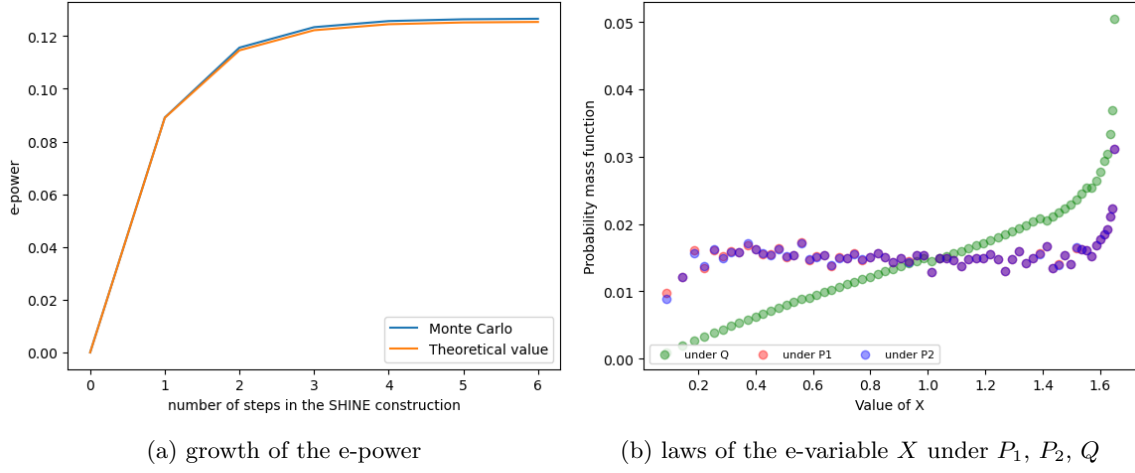 0.12
0.10
0.08
0.06
0.04
0.02
0.00
e-power
0 1 2 3 4 5 6
number of steps in the SHINE construction
Monte Carlo
Theoretical value
(a) growth of the e-power
0.05
0.04
0.03
0.02
0.01
0.00
Probability mass function
under Q under P1 under P2
0.2 0.4 0.6 0.8 1.0 1.2 1.4 1.6
Value of X
(b) laws of the e-variable X under P₁, P₂, Q